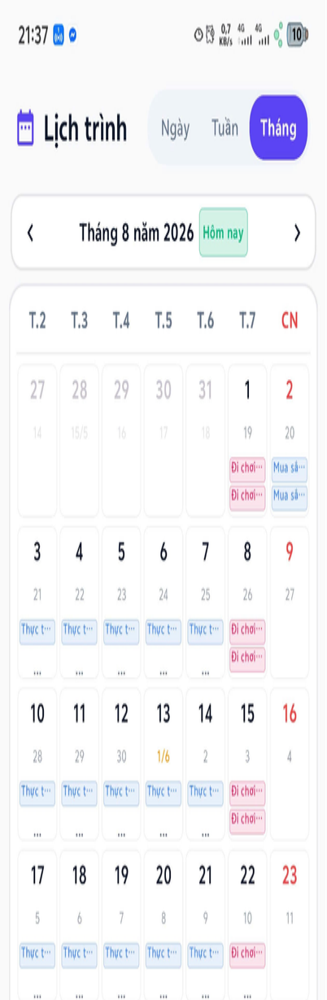 21:37 0,7 KB/s 4G 4G 10
Lịch trình Ngày Tuần Tháng
Tháng 8 năm 2026 Hôm nay
T.2 T.3 T.4 T.5 T.6 T.7 CN
27 28 29 30 31 1 2
14 15/5 16 17 18 19 20
Đi chơi... Mua sắ...
Đi chơi... Mua sắ...
3 4 5 6 7 8 9
21 22 23 24 25 26 27
Thực t... Thực t... Thực t... Thực t... Thực t... Đi chơi...
... ... ... ... ... Đi chơi...
10 11 12 13 14 15 16
28 29 30 1/6 2 3 4
Thực t... Thực t... Thực t... Thực t... Thực t... Đi chơi...
... ... ... ... ... Đi chơi...
17 18 19 20 21 22 23
5 6 7 8 9 10 11
Thực t... Thực t... Thực t... Thực t... Thực t... Đi chơi...
... ... ... ... ... ...